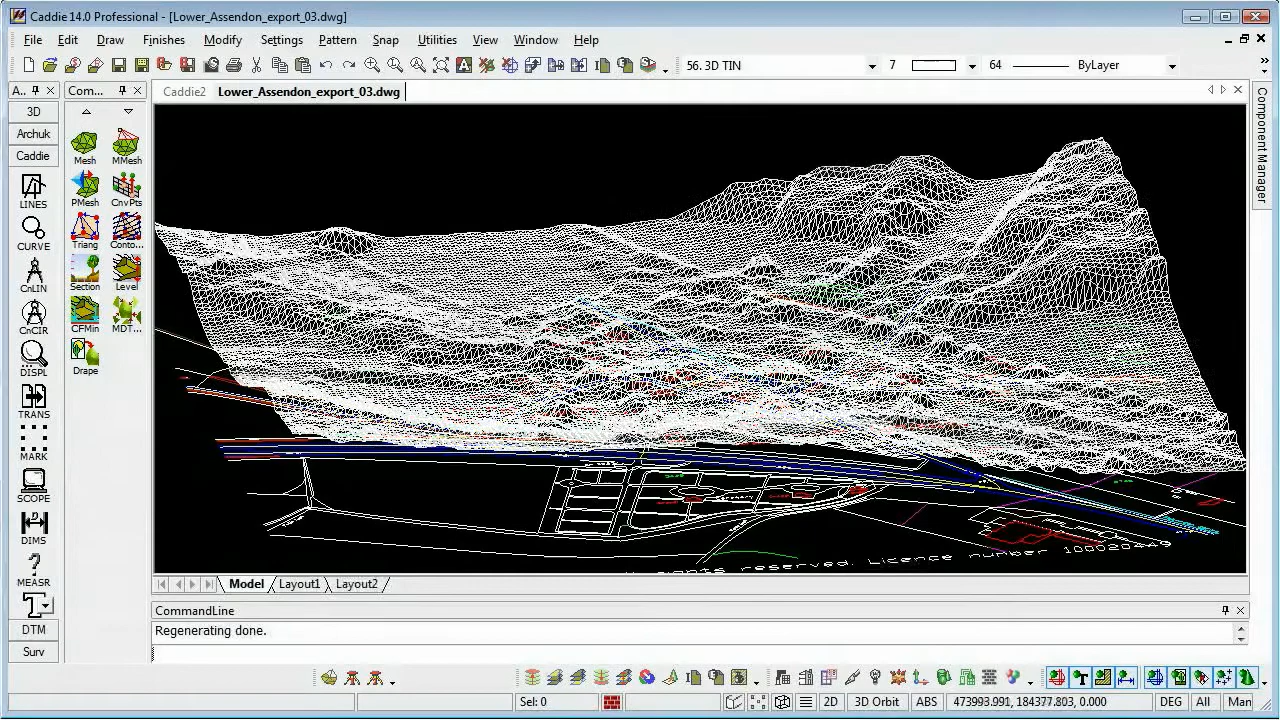 Caddie 14.0 Professional - [Lower_Assendon_export_03.dwg]
File Edit Draw Finishes Modify Settings Pattern Snap Utilities View Window Help
56. 3D TIN 7 64 ByLayer
A.. Com... Caddie2 Lower_Assendon_export_03.dwg
3D
Archuk
Caddie
LINES
CURVE
CnLIN
CnCIR
DISPL
TRANS
MARK
SCOPE
DIMS
MEASR
DTM
Surv
Mesh MMesh
PMesh CnvPts
Triang Conto...
Section Level
CFMin MDT...
Drape
Component Manager
reserved. Licence number
Model Layout1 Layout2
CommandLine
Regenerating done.
Sel: 0 2D 3D Orbit ABS 473993.991, 184377.803, 0.000 DEG All Man